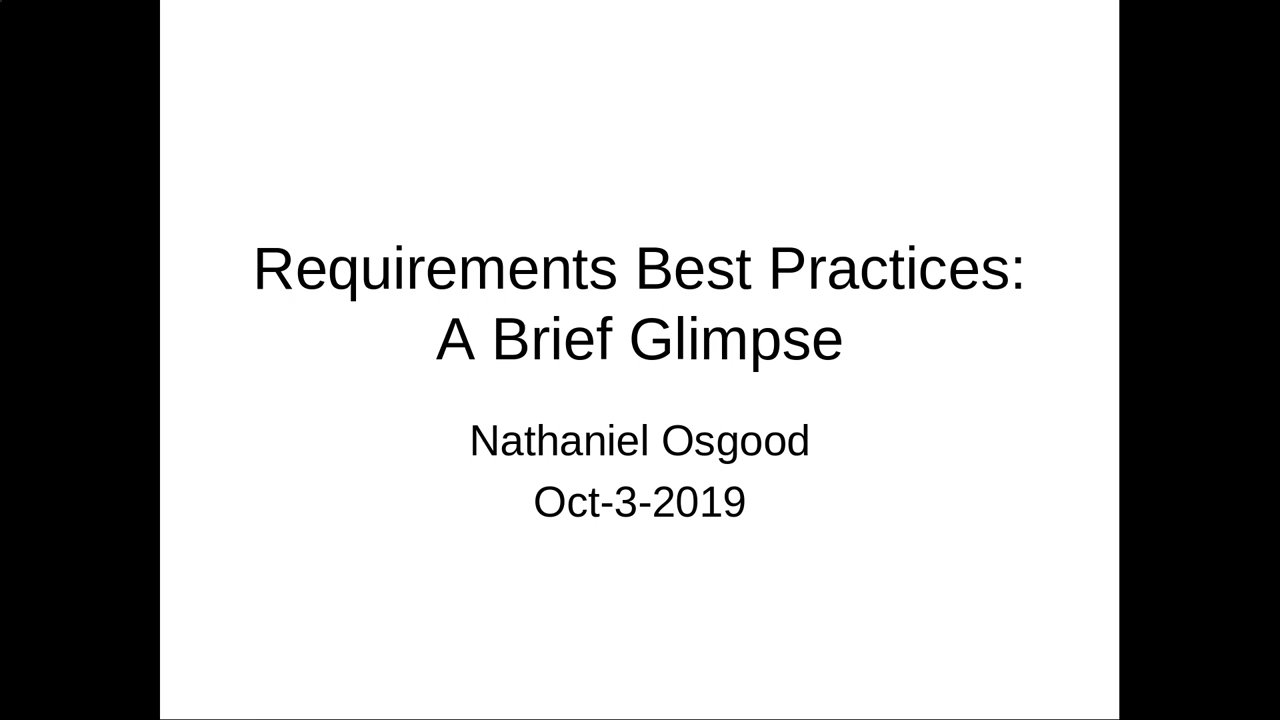 Requirements Best Practices:
A Brief Glimpse
Nathaniel Osgood
Oct-3-2019